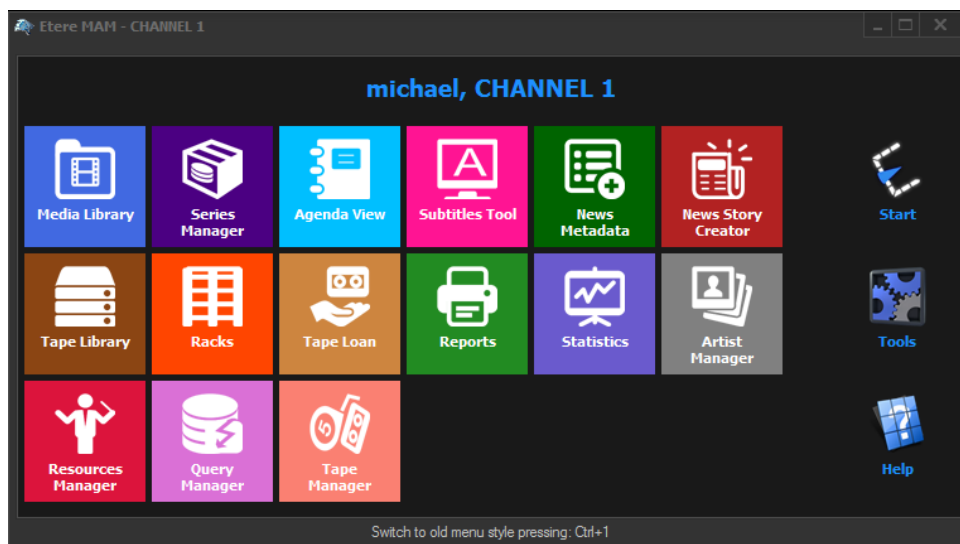 Etere MAM - CHANNEL 1
michael, CHANNEL 1
Media Library
Series
Manager
Agenda View
A
Subtitles Tool
News
Metadata
News Story
Creator
Start
Tape Library
Racks
Tape Loan
Reports
Statistics
Artist
Manager
Tools
Resources
Manager
Query
Manager
5
Tape
Manager
?
Help
Switch to old menu style pressing: Ctrl+1